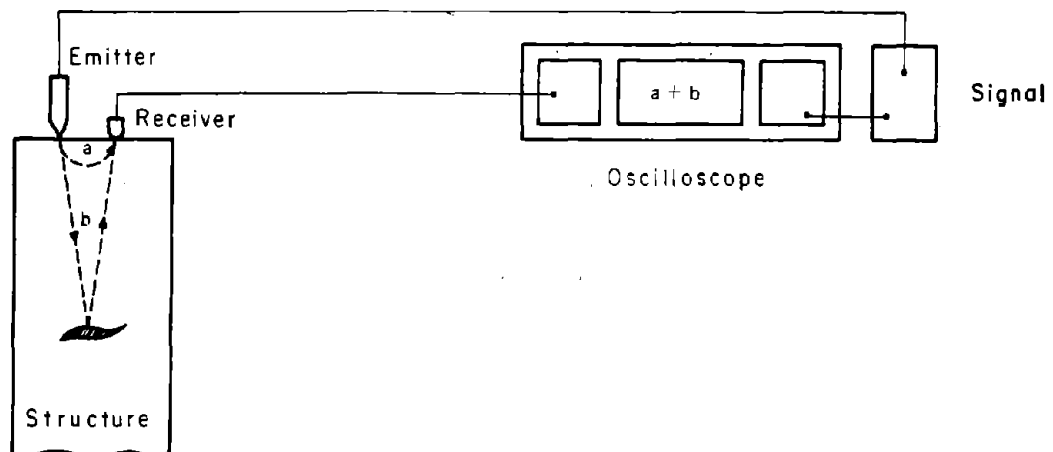 Emitter
Receiver
a
b
a + b
Signal
Oscilloscope
Structure